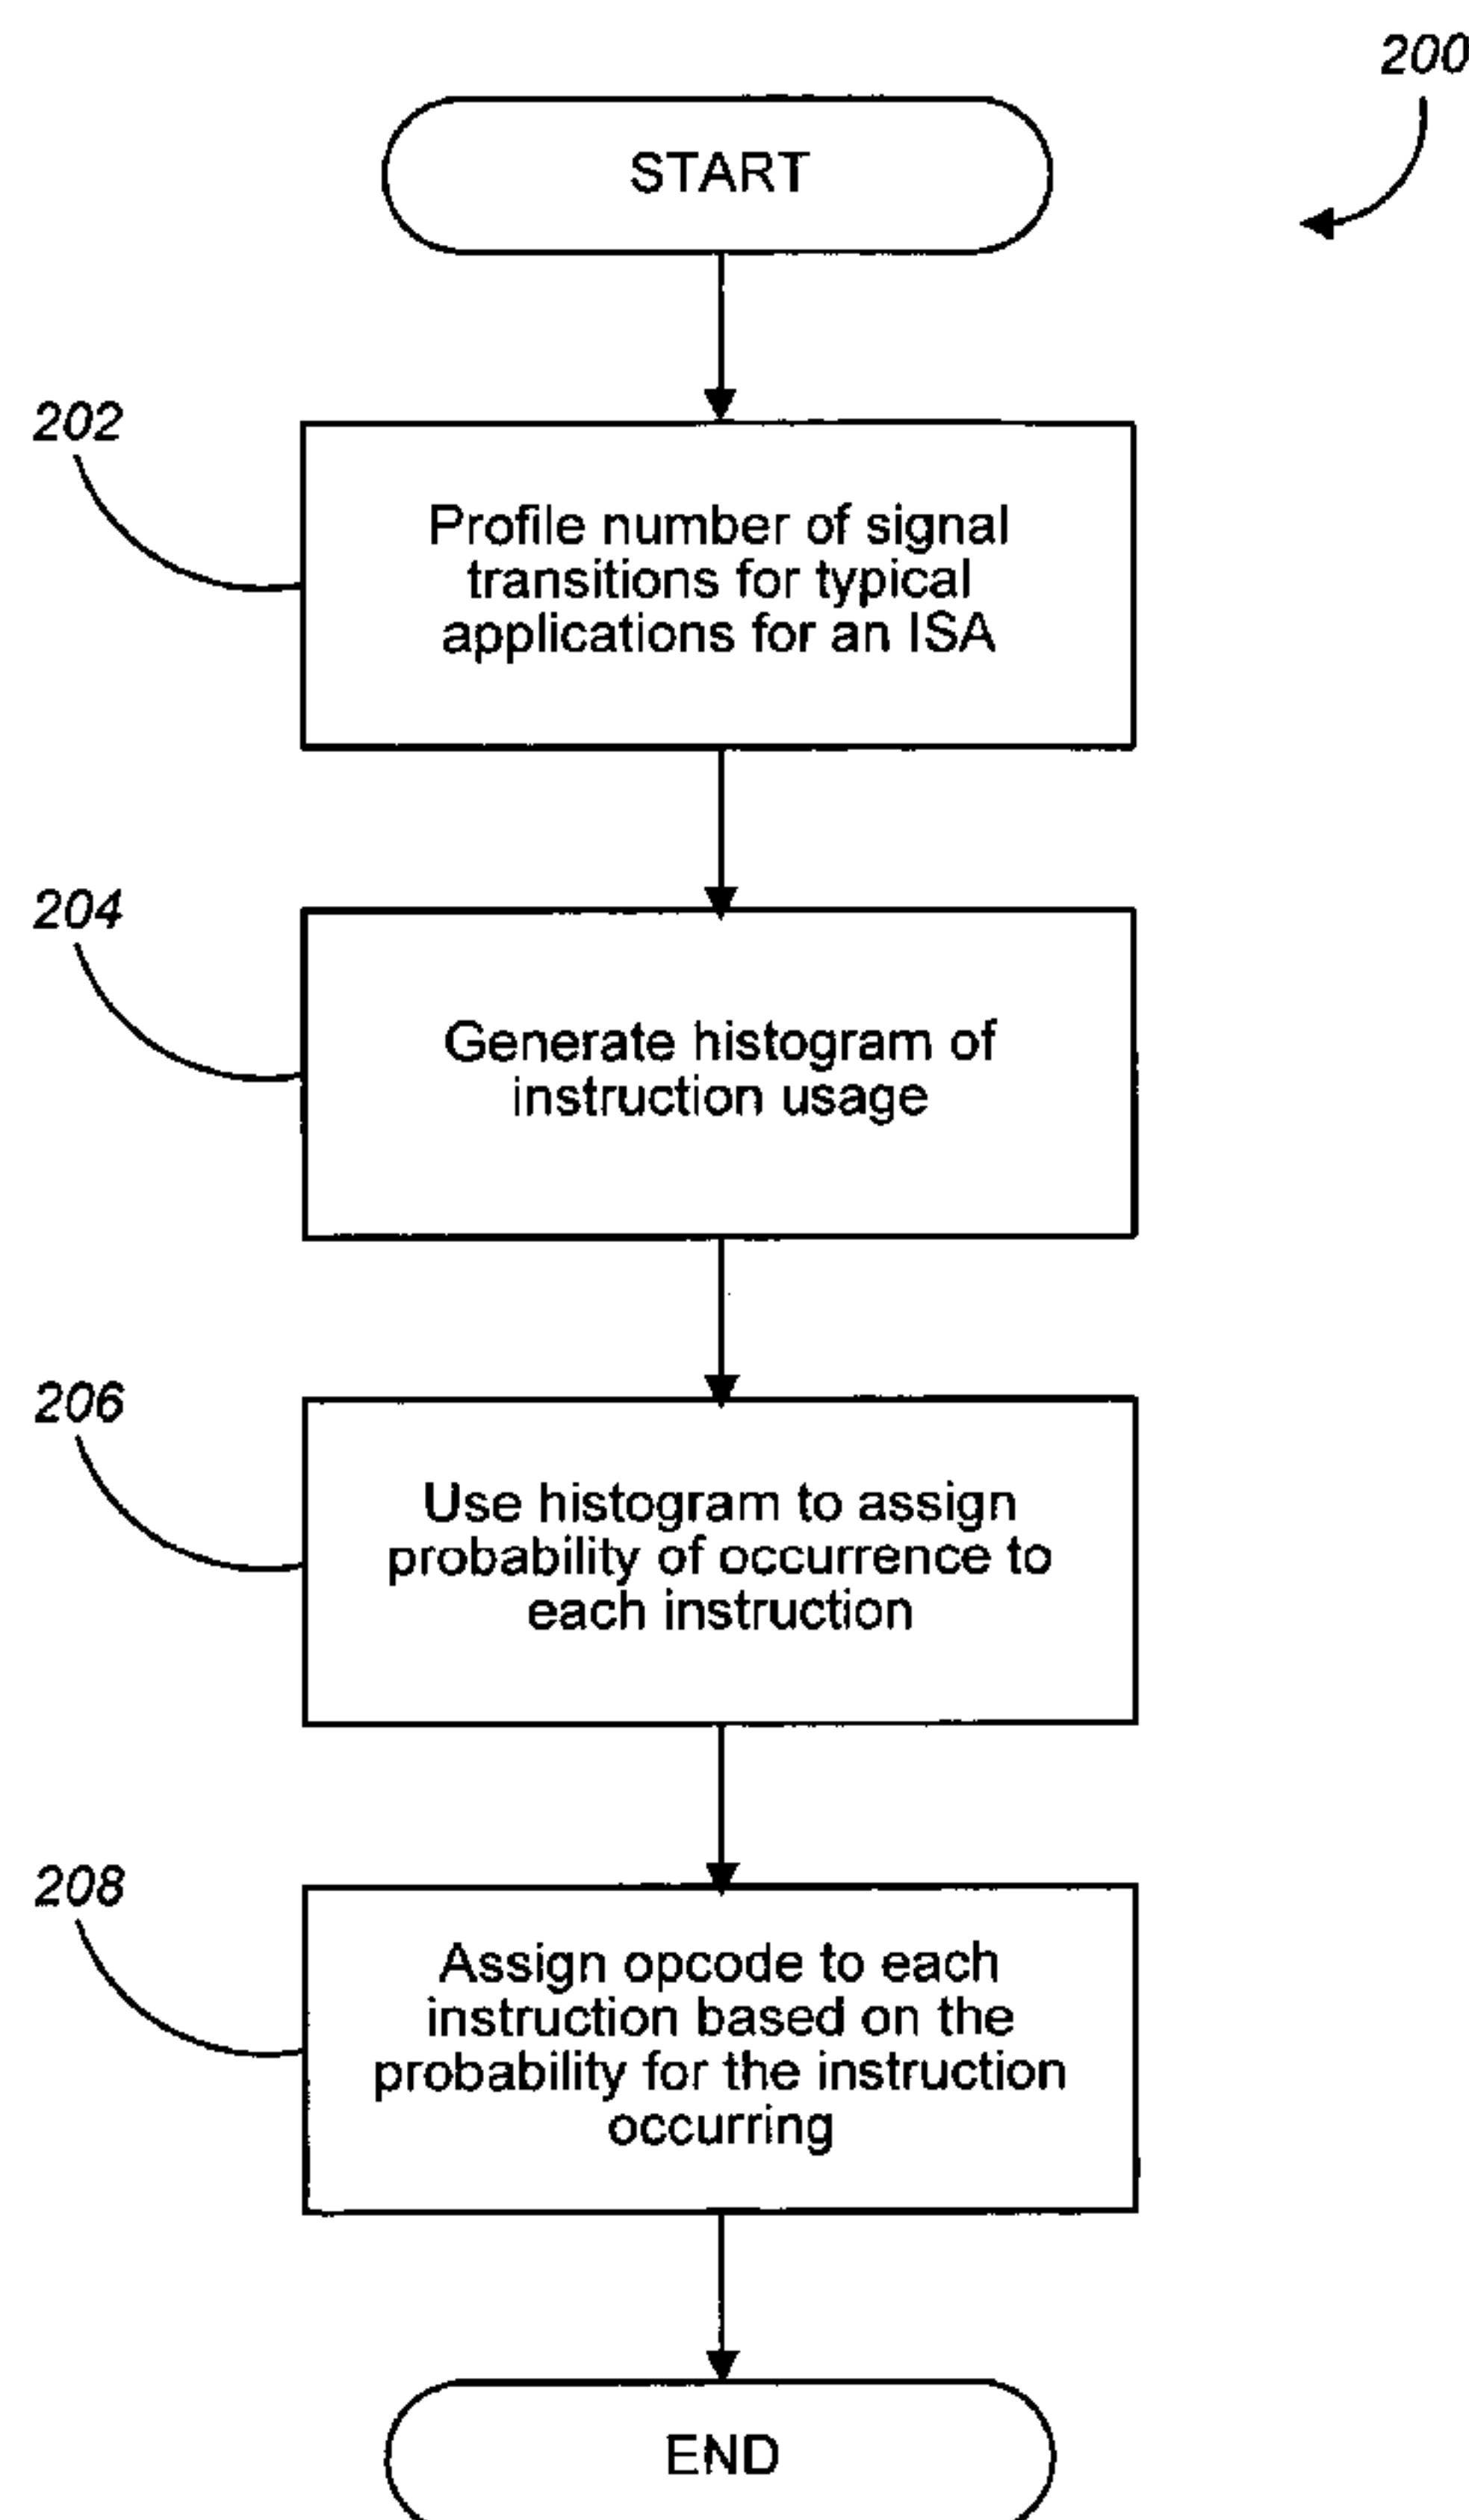 200
START
202
Profile number of signal
transitions for typical
applications for an ISA
204
Generate histogram of
instruction usage
206
Use histogram to assign
probability of occurrence to
each instruction
208
Assign opcode to each
instruction based on the
probability for the instruction
occurring
END